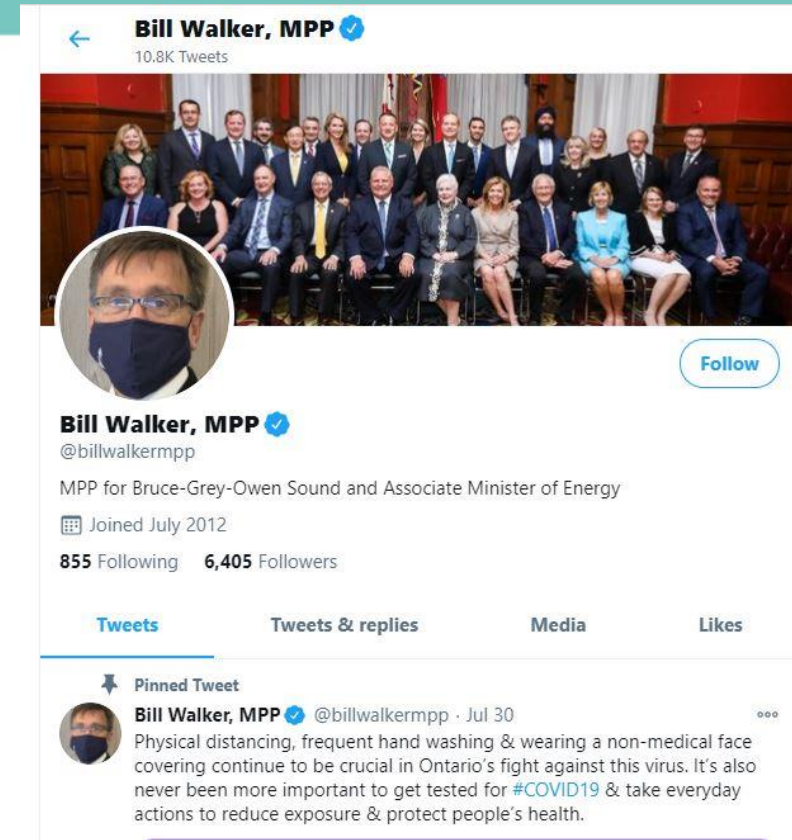 Bill Walker, MPP
10.8K Tweets
Follow
Bill Walker, MPP
@billwalkermpp
MPP for Bruce-Grey-Owen Sound and Associate Minister of Energy
Joined July 2012
855 Following 6,405 Followers
Tweets Tweets & replies Media Likes
Pinned Tweet
Bill Walker, MPP @billwalkermpp · Jul 30
Physical distancing, frequent hand washing & wearing a non-medical face
covering continue to be crucial in Ontario's fight against this virus. It's also
never been more important to get tested for #COVID19 & take everyday
actions to reduce exposure & protect people's health.